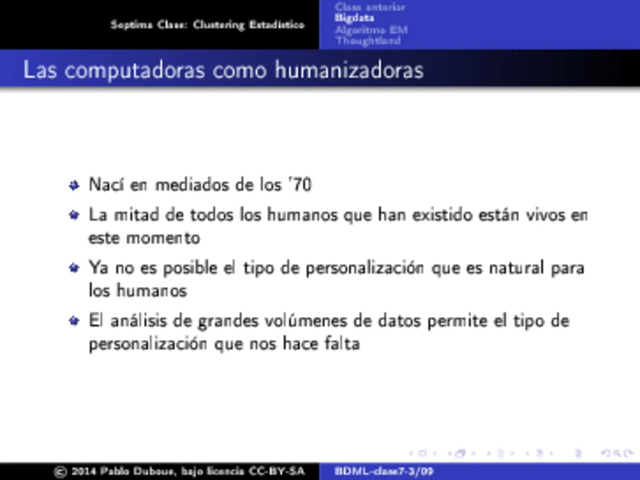 Septima Clase: Clustering Estadistico
Clase anterior
Bigdata
Algoritmo EM
Thoughtland
Las computadoras como humanizadoras
Nací en mediados de los '70
La mitad de todos los humanos que han existido están vivos en
este momento
Ya no es posible el tipo de personalización que es natural para
los humanos
El análisis de grandes volúmenes de datos permite el tipo de
personalización que nos hace falta
© 2014 Pablo Duboue, bajo licencia CC-BY-SA
BDML-clase7-3/09